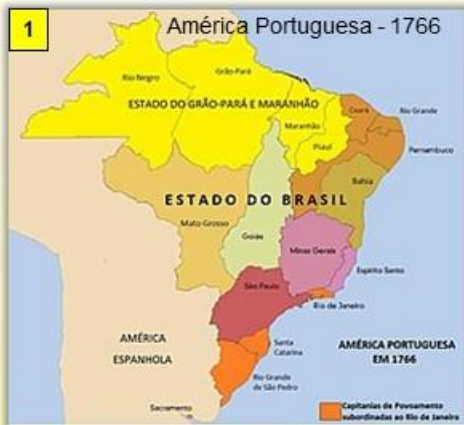 1
América Portuguesa - 1766
Rio Negro
Grão-Pará
ESTADO DO GRÃO-PARÁ E MARANHÃO
Ceará
Rio Grande
Maranhão
Piauí
Pernambuco
Bahia
ESTADO DO BRASIL
Mato Grosso
Goiás
Minas Gerais
Espírito Santo
São Paulo
Rio de Janeiro
AMÉRICA
ESPANHOLA
Santa
Catarina
AMÉRICA PORTUGUESA
EM 1766
Rio Grande
de São Pedro
Sacramento
Capitanias de Povoamento
subordinadas ao Rio de Janeiro